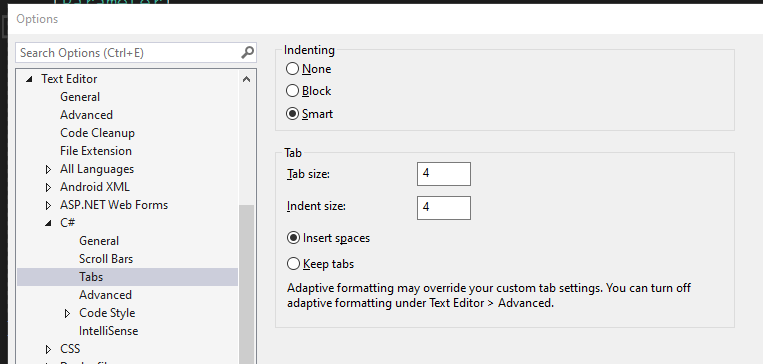 [Parameter]
Options
Search Options (Ctrl+E)
Text Editor
General
Advanced
Code Cleanup
File Extension
All Languages
Android XML
ASP.NET Web Forms
C#
General
Scroll Bars
Tabs
Advanced
Code Style
IntelliSense
CSS
Indenting
None
Block
Smart
Tab
Tab size: 4
Indent size: 4
Insert spaces
Keep tabs
Adaptive formatting may override your custom tab settings. You can turn off
adaptive formatting under Text Editor > Advanced.